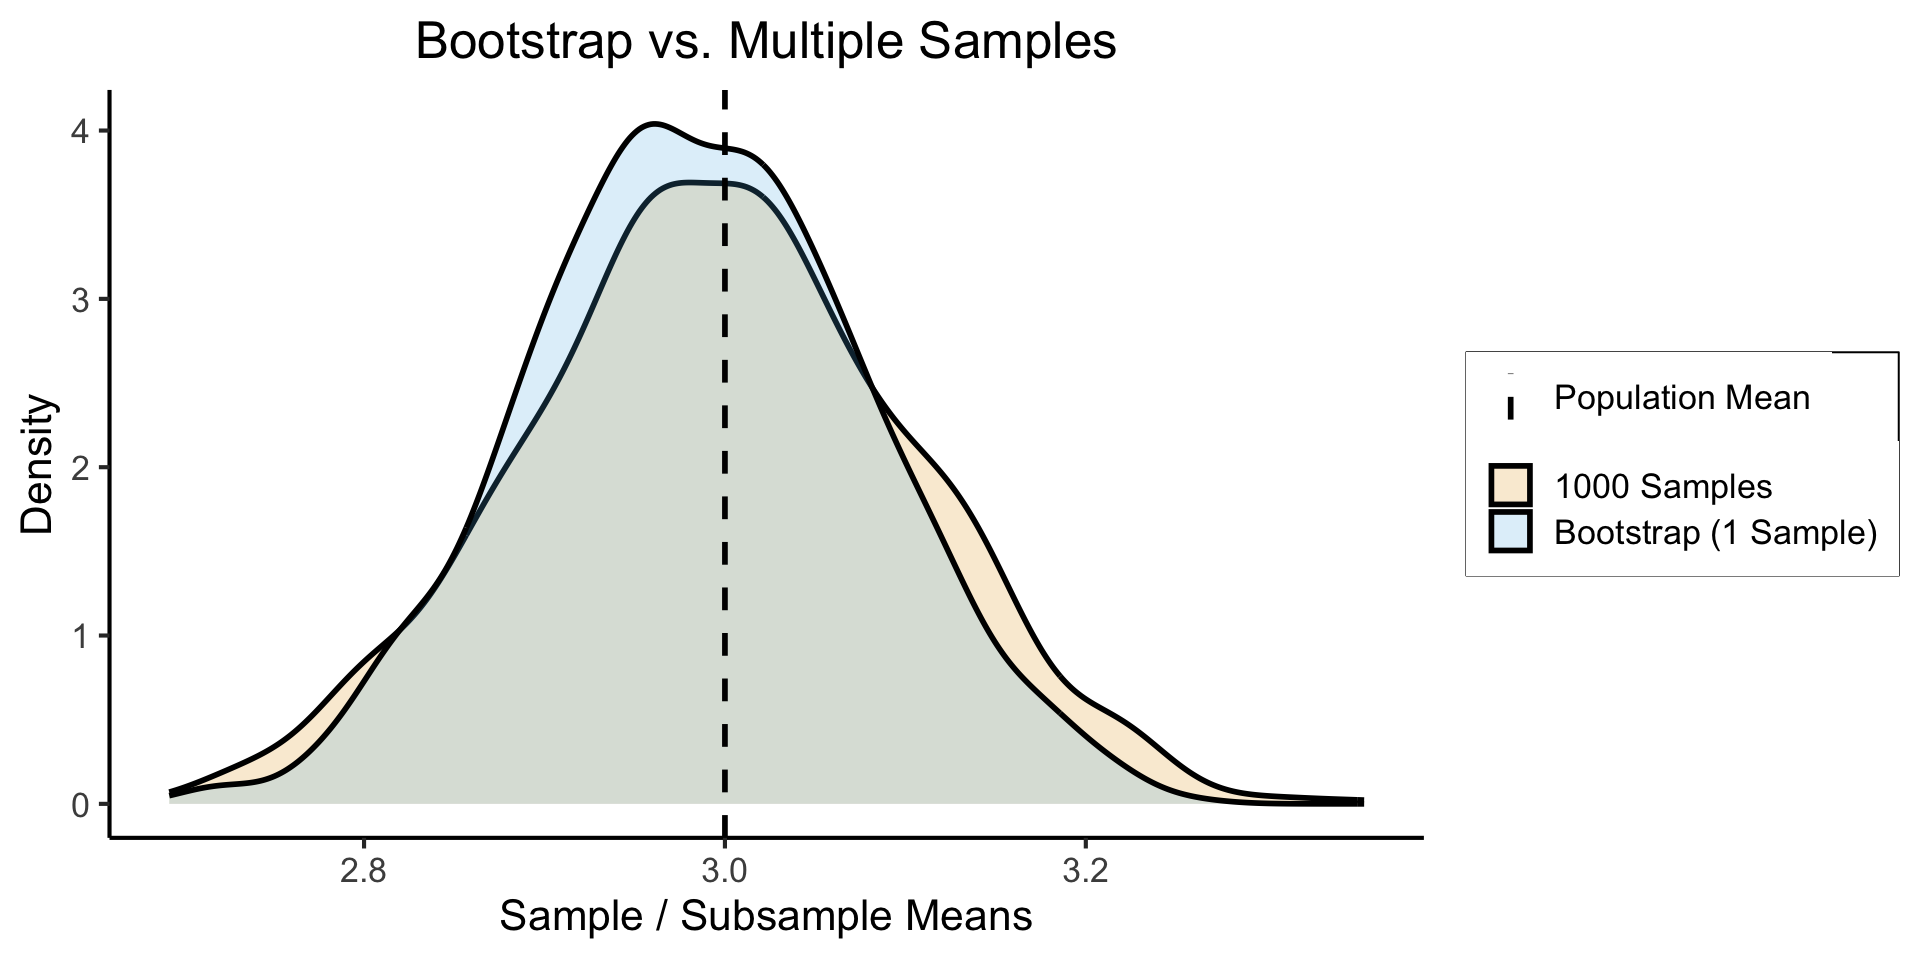 Bootstrap vs. Multiple Samples
4
3
2
1
0
Density
2.8
3.0
3.2
Sample / Subsample Means
Population Mean
1000 Samples
Bootstrap (1 Sample)